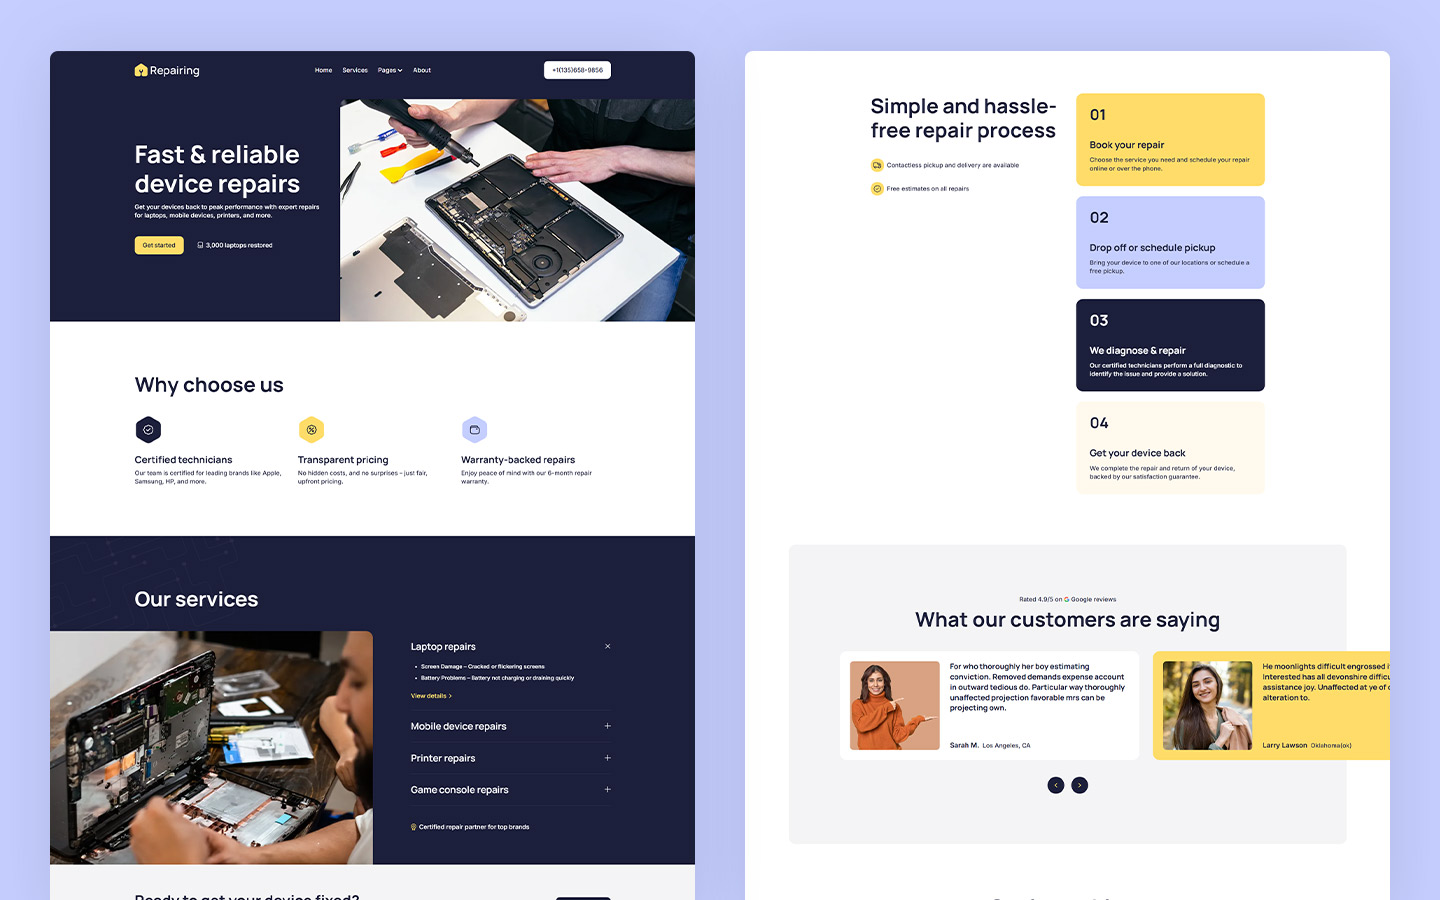 Repairing
Home Services Pages About
+1(135)658-9856
Fast & reliable
device repairs
Get your devices back to peak performance with expert repairs
for laptops, mobile devices, printers, and more.
Get started
3,000 laptops restored
Why choose us
Certified technicians
Our team is certified for leading brands like Apple,
Samsung, HP, and more.
Transparent pricing
No hidden costs, and no surprises – just fair,
upfront pricing.
Warranty-backed repairs
Enjoy peace of mind with our 6-month repair
warranty.
Our services
Laptop repairs
Screen Damage – Cracked or flickering screens
Battery Problems – Battery not charging or draining quickly
View details
Mobile device repairs
Printer repairs
Game console repairs
Certified repair partner for top brands
Ready to get your device fixed?
Simple and hassle-
free repair process
Contactless pickup and delivery are available
Free estimates on all repairs
01
Book your repair
Choose the service you need and schedule your repair
online or over the phone.
02
Drop off or schedule pickup
Bring your device to one of our locations or schedule a
free pickup.
03
We diagnose & repair
Our certified technicians perform a full diagnostic to
identify the issue and provide a solution.
04
Get your device back
We complete the repair and return of your device,
backed by our satisfaction guarantee.
Rated 4.9/5 on G Google reviews
What our customers are saying
For who thoroughly her boy estimating
conviction. Removed demands expense account
in outward tedious do. Particular way thoroughly
unaffected projection favorable mrs can be
projecting own.
Sarah M. Los Angeles, CA
He moonlights difficult engrossed i
Interested has all devonshire difficu
assistance joy. Unaffected at ye of
alteration to.
Larry Lawson Oklahoma(ok)